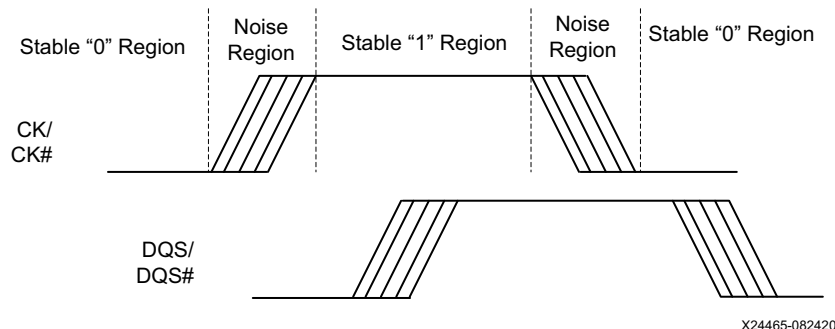 Stable “0” Region
Noise
Region
Stable “1” Region
Noise
Region
Stable “0” Region
CK/
CK#
DQS/
DQS#
X24465-082420